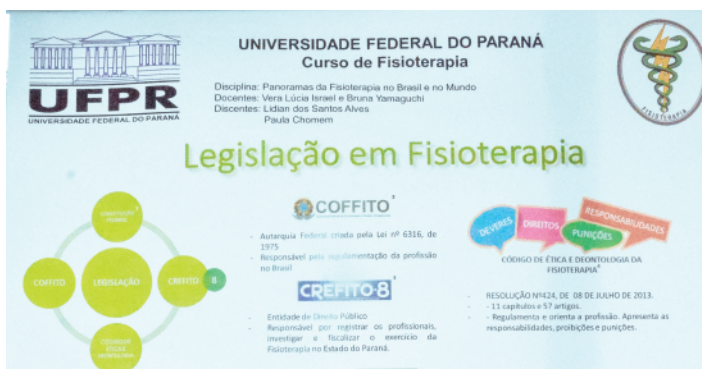 UFPR
UNIVERSIDADE FEDERAL DO PARANÁ
UNIVERSIDADE FEDERAL DO PARANÁ
Curso de Fisioterapia
Disciplina: Panoramas da Fisioterapia no Brasil e no Mundo
Docentes: Vera Lúcia Israel e Bruna Yamaguchi
Discentes: Lidian dos Santos Alves
Paula Chomem
FISIOTERAPIA
Legislação em Fisioterapia
CONSTITUIÇÃO
FEDERAL
COFFITO
LEGISLAÇÃO
CREFITO
8
COFFITO
- Autarquia Federal criada pela Lei nº 6316, de
1975
- Responsável pela regulamentação da profissão
no Brasil
CREFITO-8
- Entidade de Direito Público
- Responsável por registrar os profissionais,
investigar e fiscalizar o exercício da
Fisioterapia no Estado do Paraná.
DEVERES
DIREITOS
RESPONSABILIDADES
PUNIÇÕES
CÓDIGO DE ÉTICA E DEONTOLOGIA DA
FISIOTERAPIA
- RESOLUÇÃO Nº424, DE 08 DE JULHO DE 2013.
- - 11 capítulos e 57 artigos.
- - Regulamenta e orienta a profissão. Apresenta as
responsabilidades, proibições e punições.